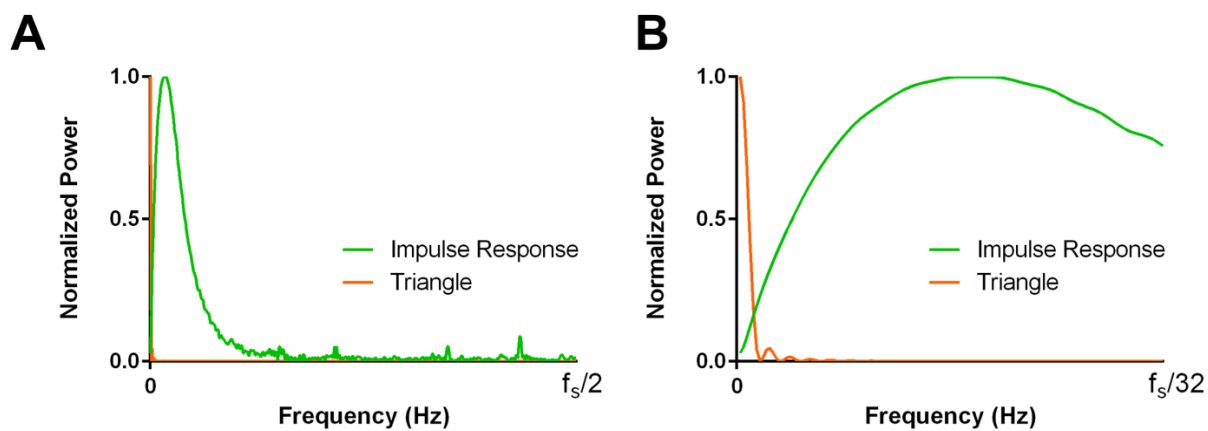 A
Normalized Power
1.0
0.5
0.0
Impulse Response
Triangle
0
fs/2
Frequency (Hz)
B
Normalized Power
1.0
0.5
0.0
Impulse Response
Triangle
0
fs/32
Frequency (Hz)